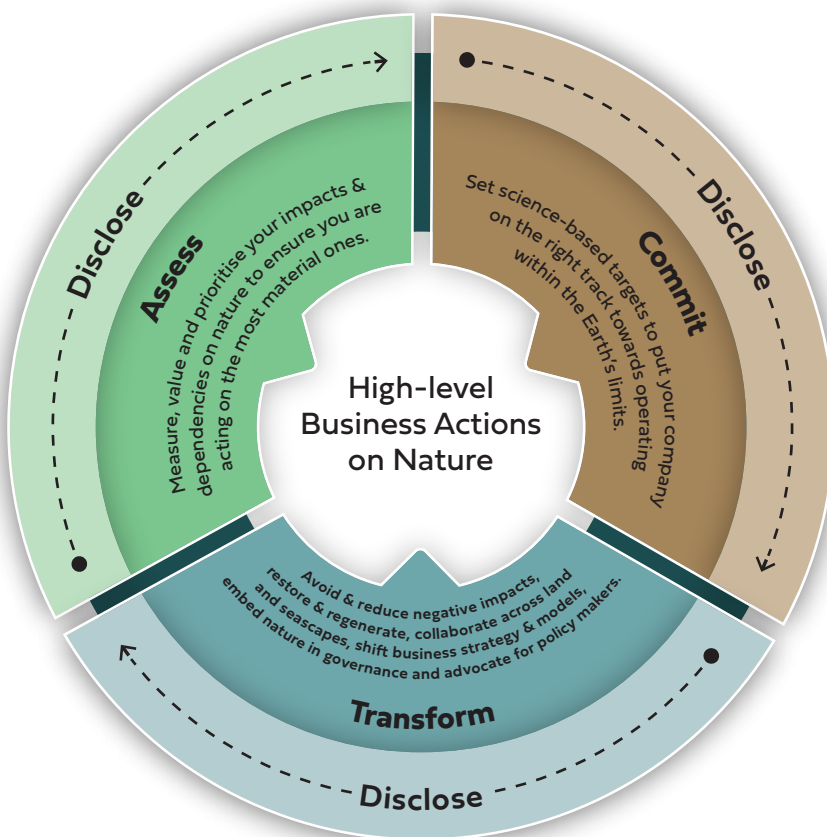 High-level
Business Actions
on Nature
Disclose
Assess
Measure, value and prioritise your impacts &
dependencies on nature to ensure you are
acting on the most material ones.
Disclose
Commit
Set science-based targets to put your company
on the right track towards operating
within the Earth's limits.
Avoid & reduce negative impacts,
restore & regenerate, collaborate across land
and seascapes, shift business strategy & models,
embed nature in governance and advocate for policy makers.
Transform
Disclose